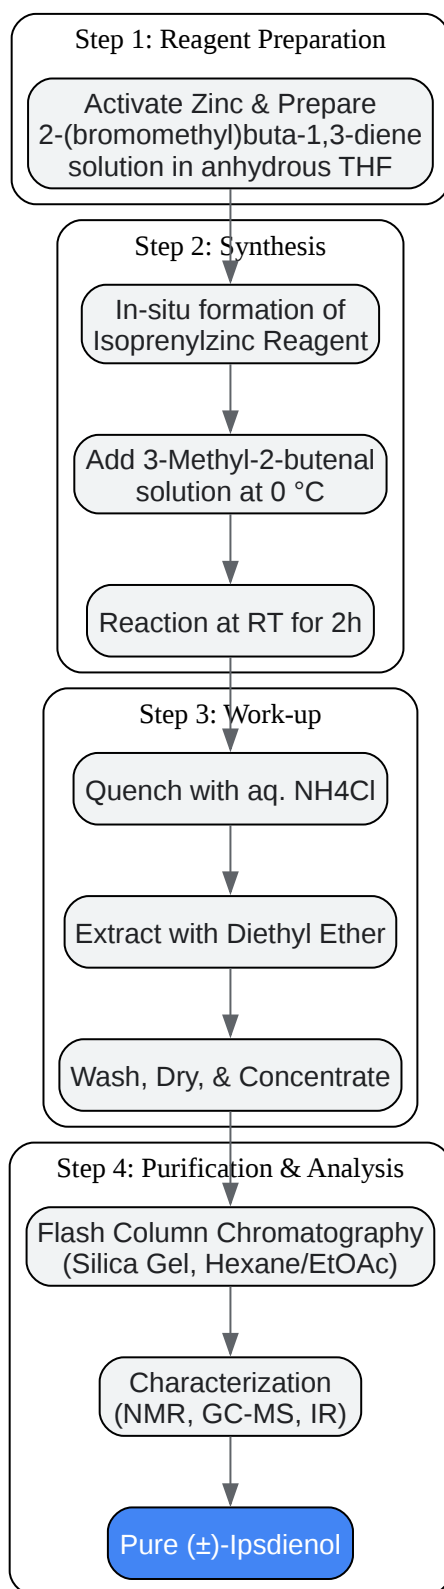 Step 1: Reagent Preparation
Activate Zinc & Prepare
2-(bromomethyl)buta-1,3-diene
solution in anhydrous THF
Step 2: Synthesis
In-situ formation of
Isoprenylzinc Reagent
Add 3-Methyl-2-butenal
solution at 0 °C
Reaction at RT for 2h
Step 3: Work-up
Quench with aq. NH4Cl
Extract with Diethyl Ether
Wash, Dry, & Concentrate
Step 4: Purification & Analysis
Flash Column Chromatography
(Silica Gel, Hexane/EtOAc)
Characterization
(NMR, GC-MS, IR)
Pure (±)-Ipsdienol